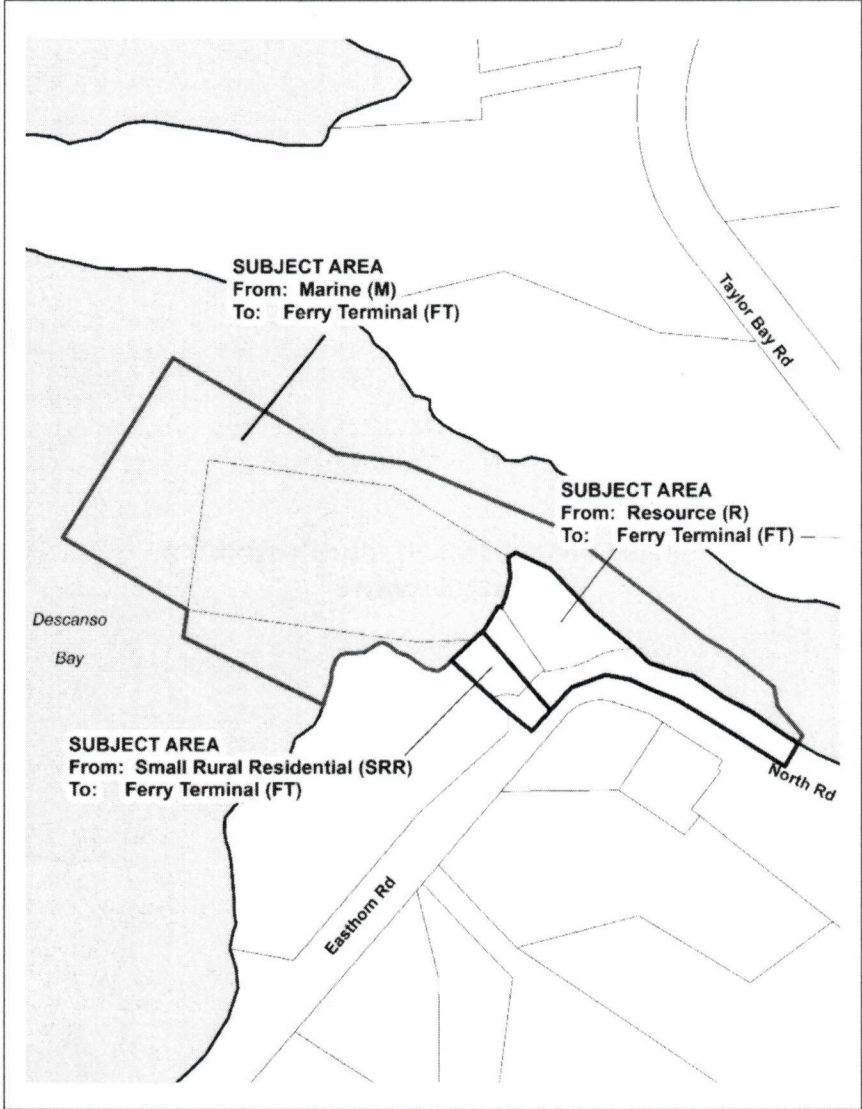 SUBJECT AREA
From: Marine (M)
To: Ferry Terminal (FT)
Taylor Bay Rd
SUBJECT AREA
From: Resource (R)
To: Ferry Terminal (FT)
Descanso
Bay
SUBJECT AREA
From: Small Rural Residential (SRR)
To: Ferry Terminal (FT)
North Rd
Easthom Rd